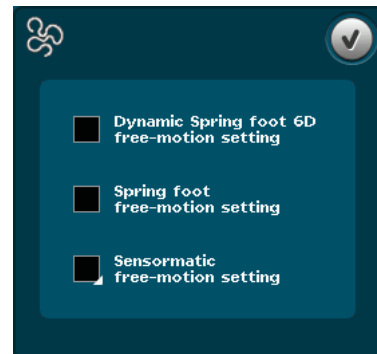 Dynamic Spring foot 6D
free-motion setting
Spring foot
free-motion setting
Sensormatic
free-motion setting